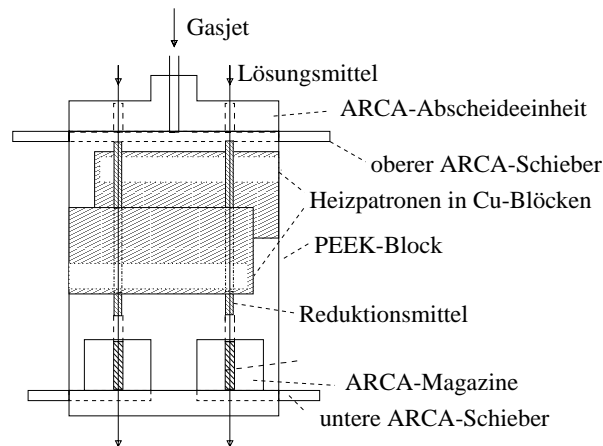 Gasjet
Lösungsmittel
ARCA-Abscheideeinheit
oberer ARCA-Schieber
Heizpatronen in Cu-Blöcken
PEEK-Block
Reduktionsmittel
ARCA-Magazine
untere ARCA-Schieber